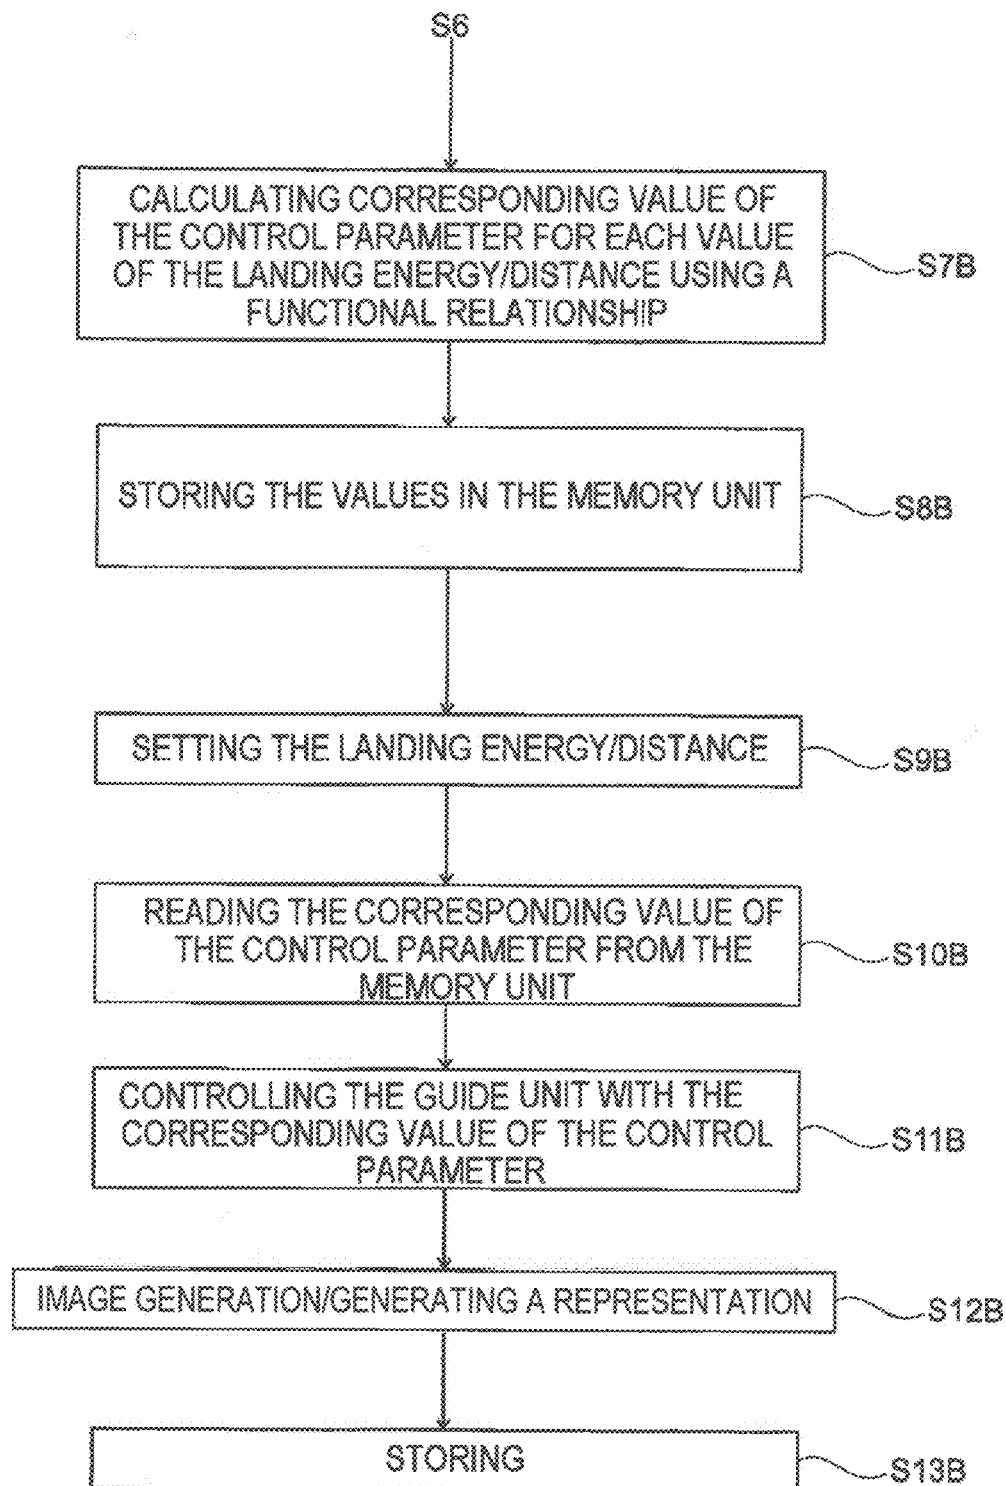 S6
CALCULATING CORRESPONDING VALUE OF
THE CONTROL PARAMETER FOR EACH VALUE
OF THE LANDING ENERGY/DISTANCE USING A
FUNCTIONAL RELATIONSHIP
S7B
STORING THE VALUES IN THE MEMORY UNIT
S8B
SETTING THE LANDING ENERGY/DISTANCE
S9B
READING THE CORRESPONDING VALUE OF
THE CONTROL PARAMETER FROM THE
MEMORY UNIT
S10B
CONTROLLING THE GUIDE UNIT WITH THE
CORRESPONDING VALUE OF THE CONTROL
PARAMETER
S11B
IMAGE GENERATION/GENERATING A REPRESENTATION
S12B
STORING
S13B